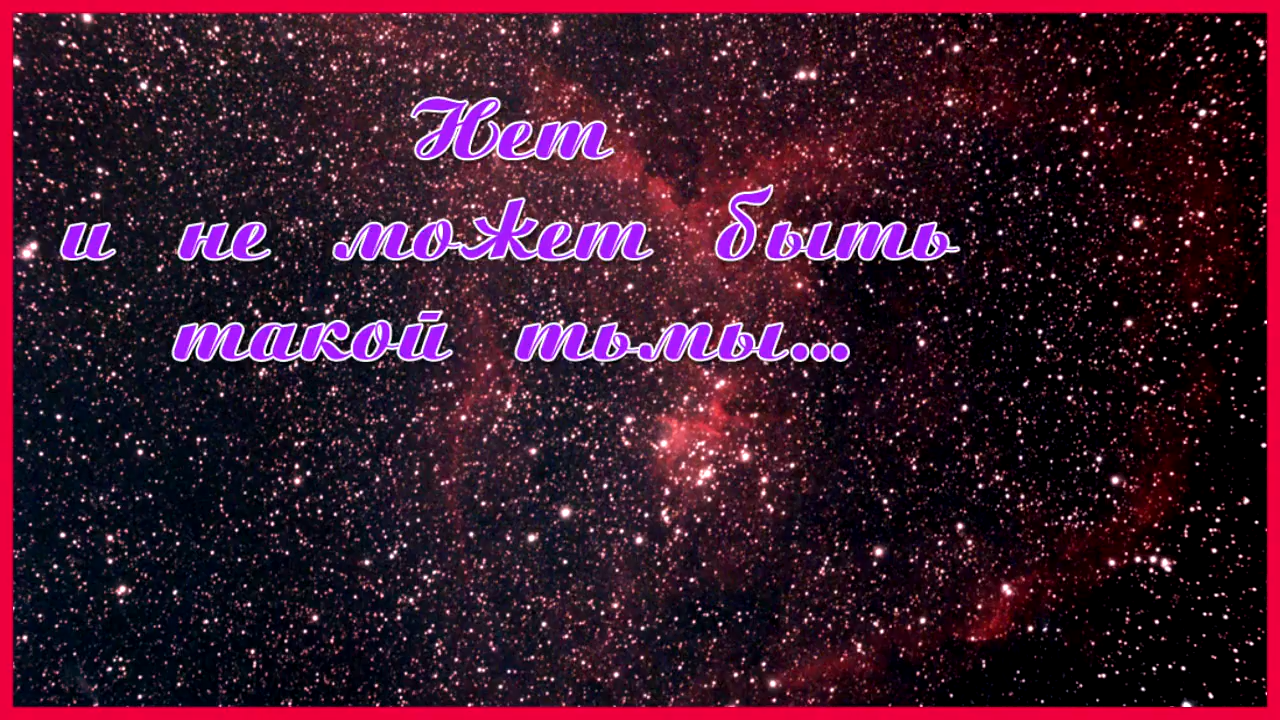 Нет
и не может быть
такой тьмы...